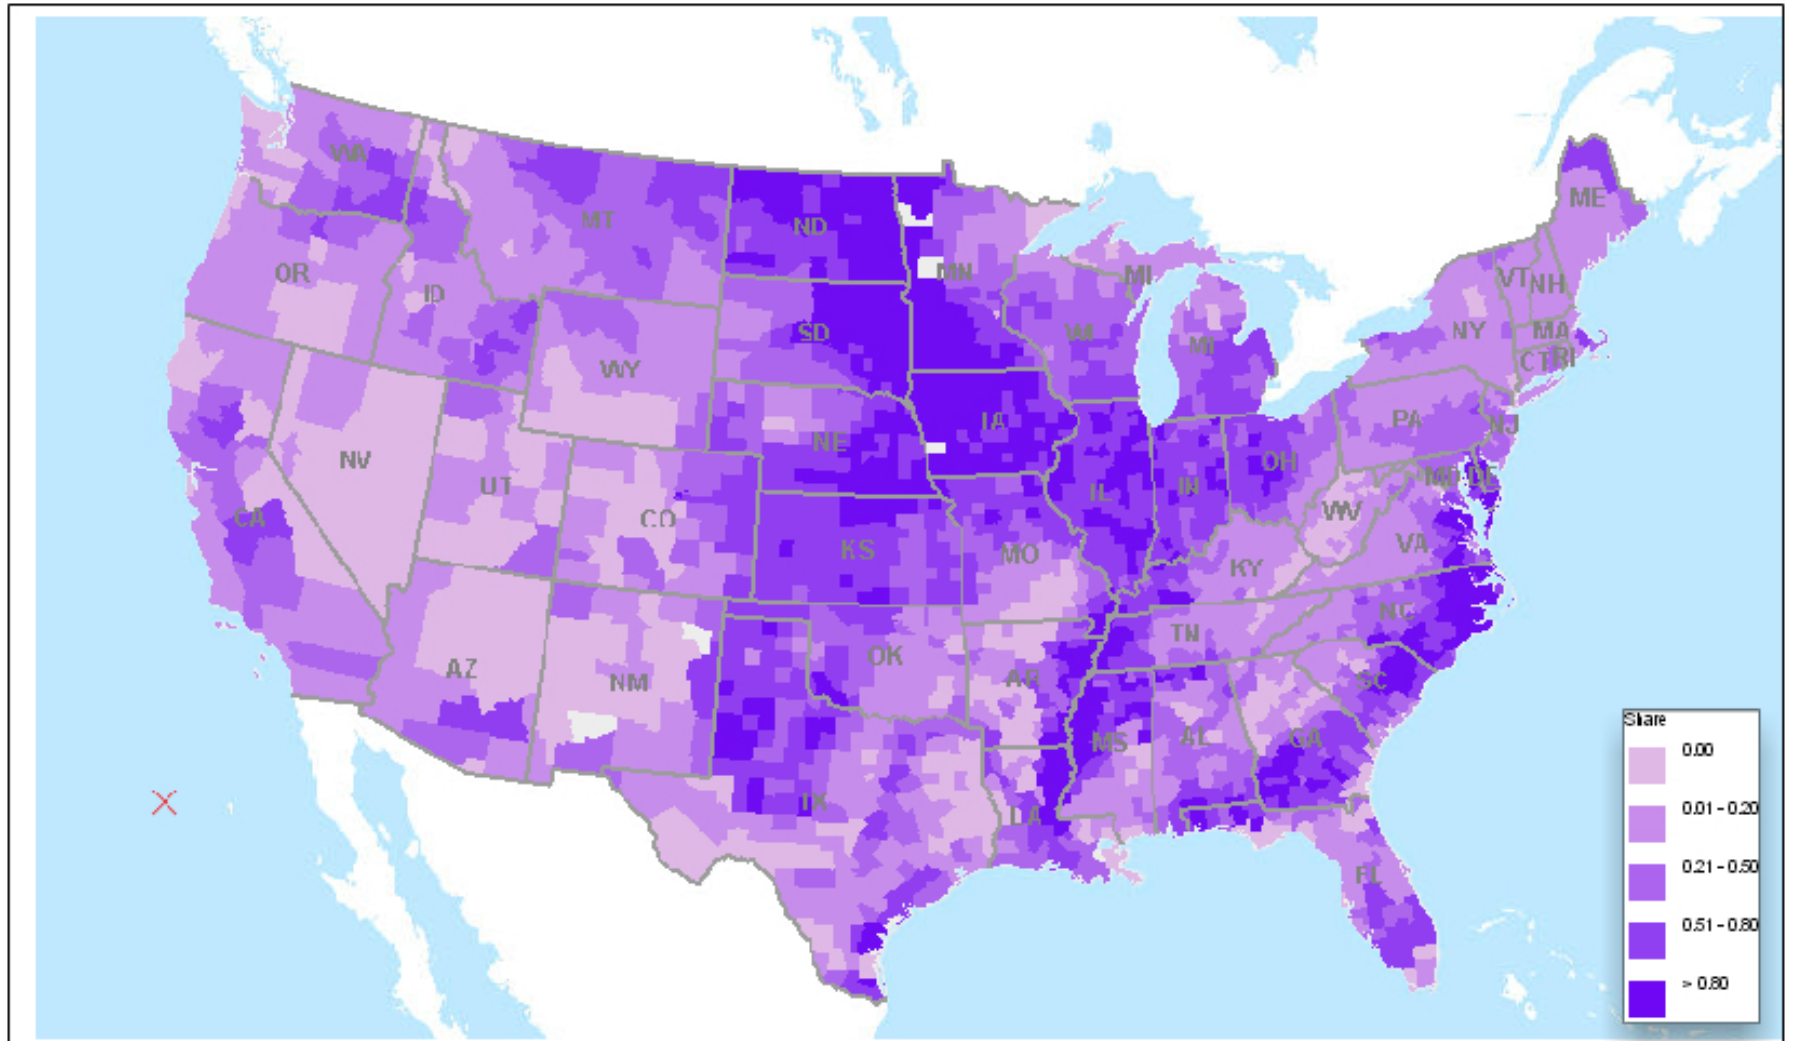 WA
MT
ND
ME
OR
ID
MN
MI
VT
NH
SD
WI
MI
NY
MA
WY
CT
RI
NE
IA
PA
NJ
NV
UT
OH
MD
DE
CA
CO
IL
IN
WV
KS
MO
KY
VA
NC
TN
AZ
NM
OK
AR
SC
MS
AL
GA
TX
LA
FL
Share
0.00
0.01 - 0.20
0.21 - 0.50
0.51 - 0.80
> 0.80